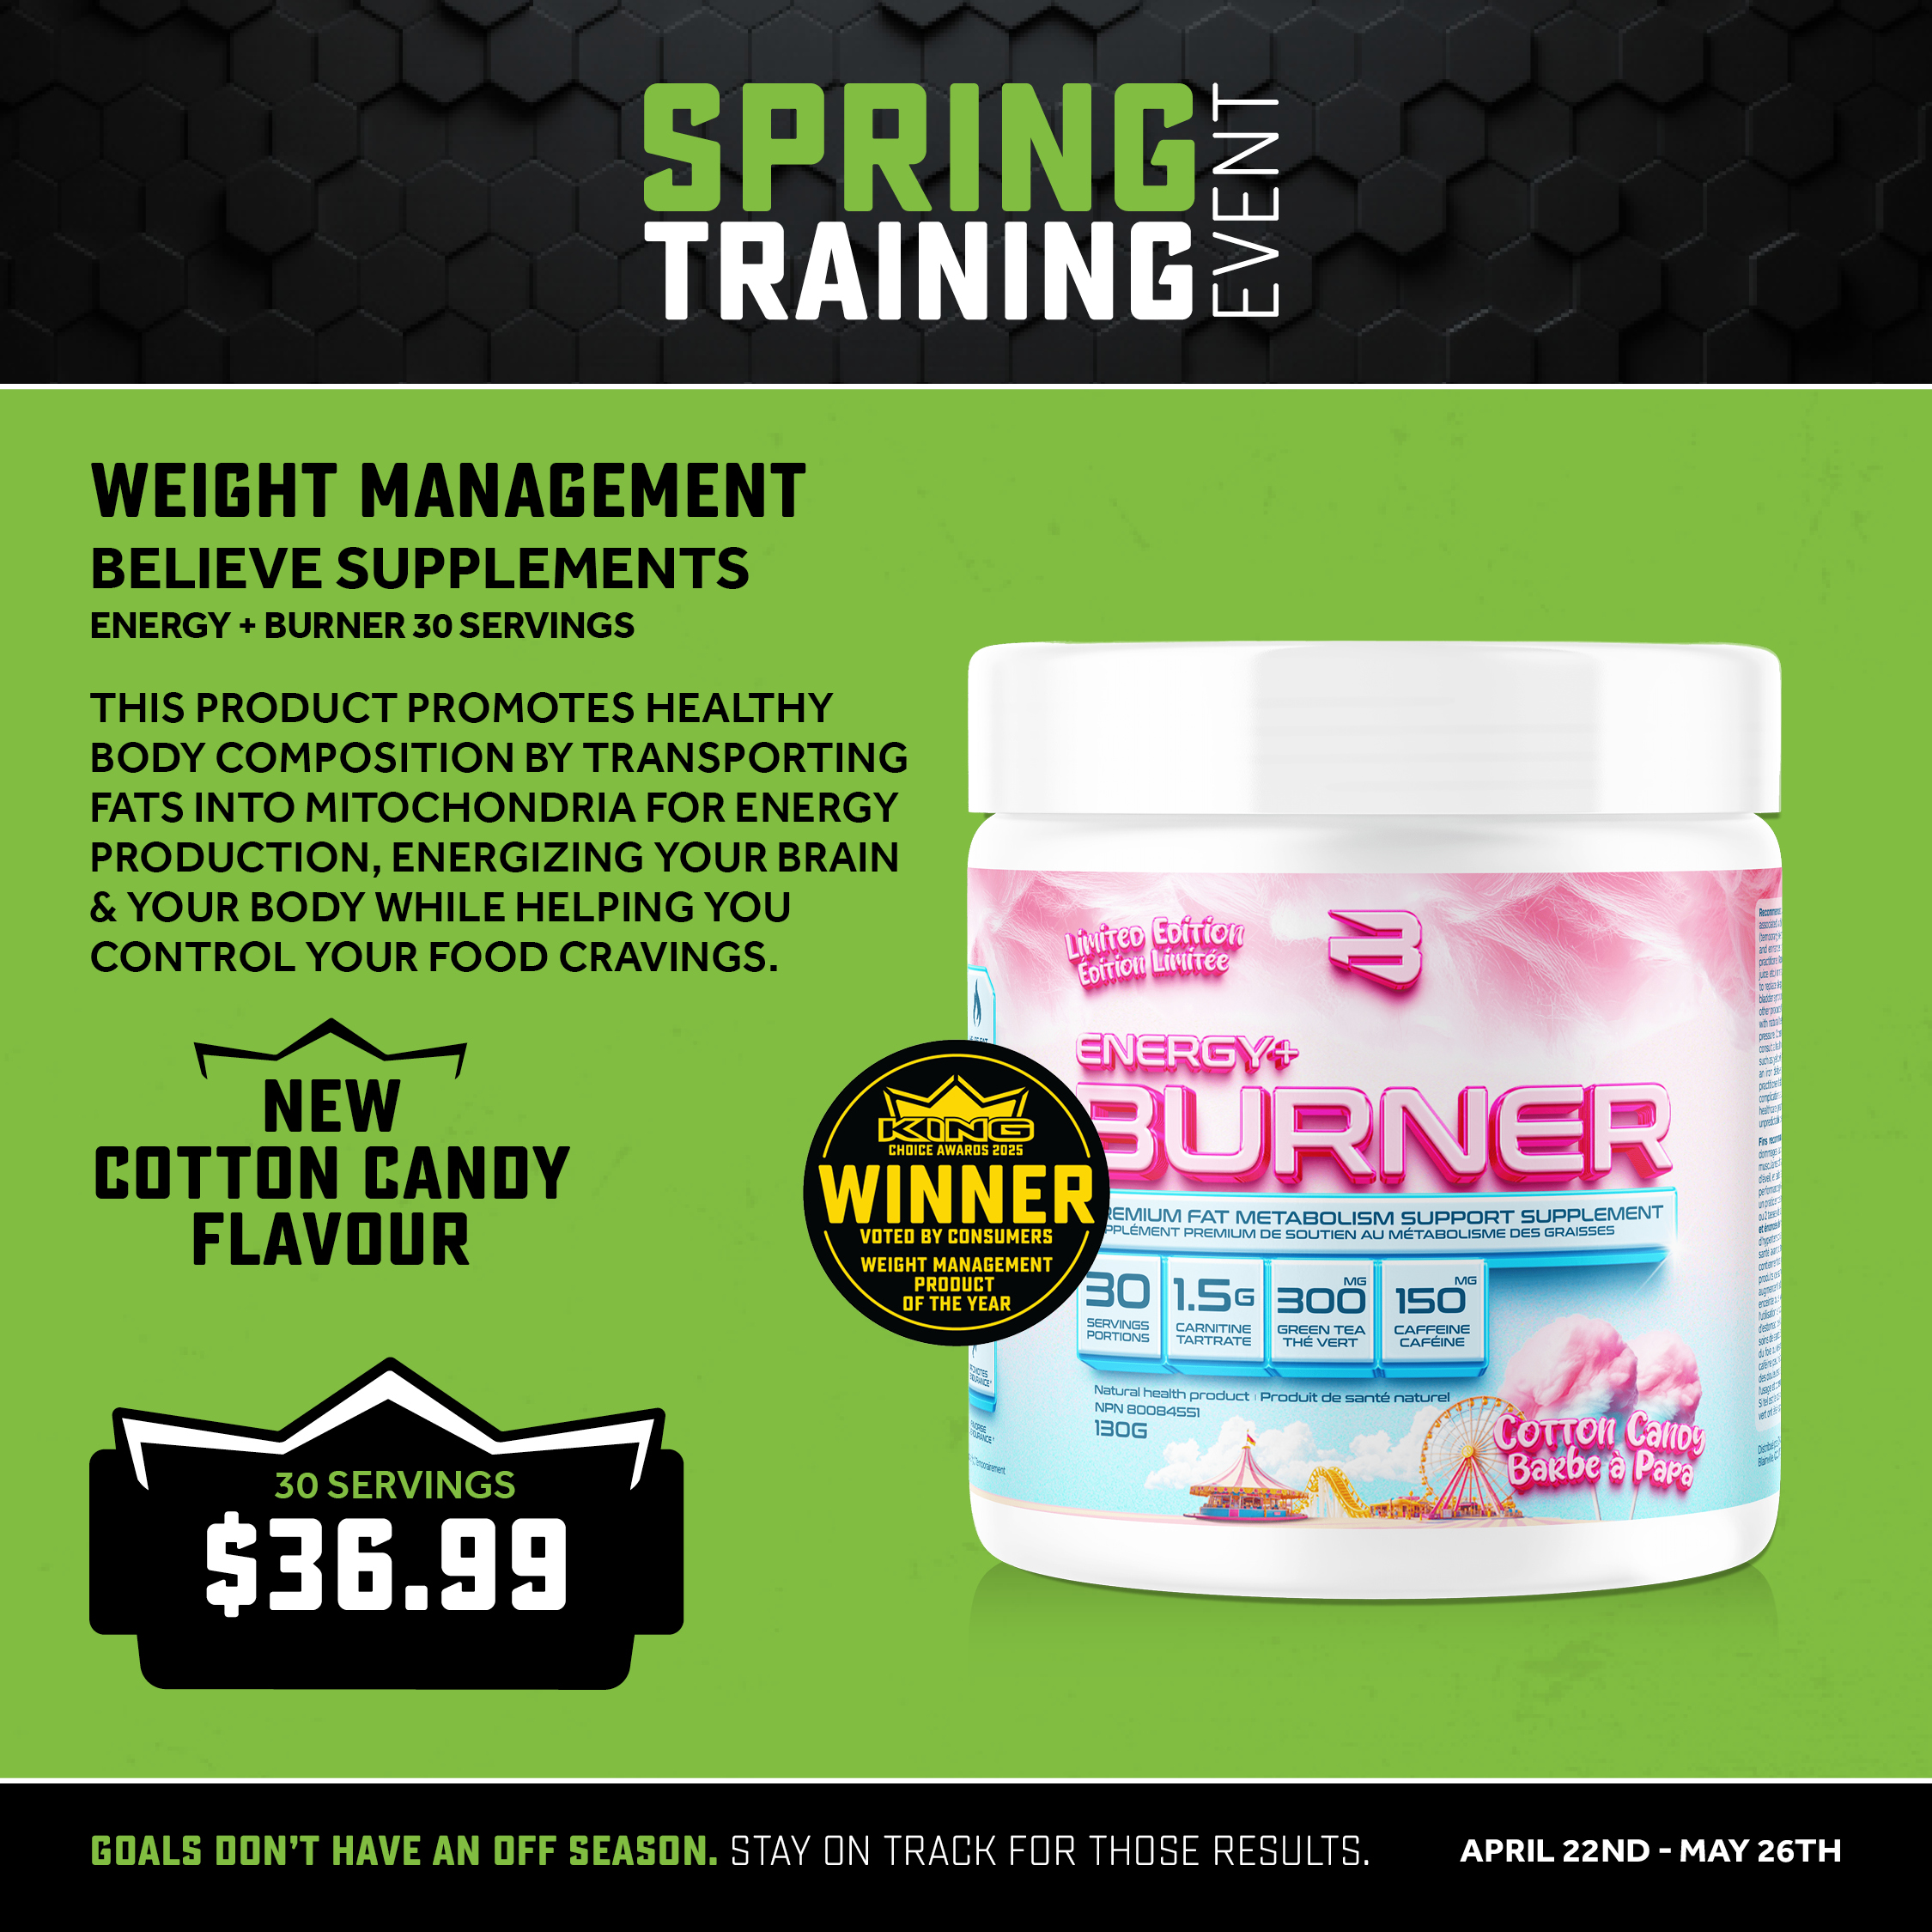 SPRING
TRAINING
EVENT
WEIGHT MANAGEMENT
BELIEVE SUPPLEMENTS
ENERGY + BURNER 30 SERVINGS
THIS PRODUCT PROMOTES HEALTHY
BODY COMPOSITION BY TRANSPORTING
FATS INTO MITOCHONDRIA FOR ENERGY
PRODUCTION, ENERGIZING YOUR BRAIN
& YOUR BODY WHILE HELPING YOU
CONTROL YOUR FOOD CRAVINGS.
NEW
COTTON CANDY
FLAVOUR
30 SERVINGS
$36.99
KING
CHOICE AWARDS 2025
WINNER
VOTED BY CONSUMERS
WEIGHT MANAGEMENT
PRODUCT
OF THE YEAR
Limited Edition
Édition Limitée
B
ENERGY+
BURNER
FAT METABOLISM SUPPORT SUPPLEMENT
PREMIUM DE SOUTIEN AU MÉTABOLISME DES GRAISSES
30
SERVINGS
PORTIONS
1.5G
CARNITINE
TARTRATE
300 MG
GREEN TEA
THÉ VERT
150 MG
CAFFEINE
CAFÉINE
Natural health product | Produit de santé naturel
NPN 80084551
130G
Cotton Candy
Barbe à Papa
GOALS DON'T HAVE AN OFF SEASON. STAY ON TRACK FOR THOSE RESULTS.
APRIL 22ND - MAY 26TH